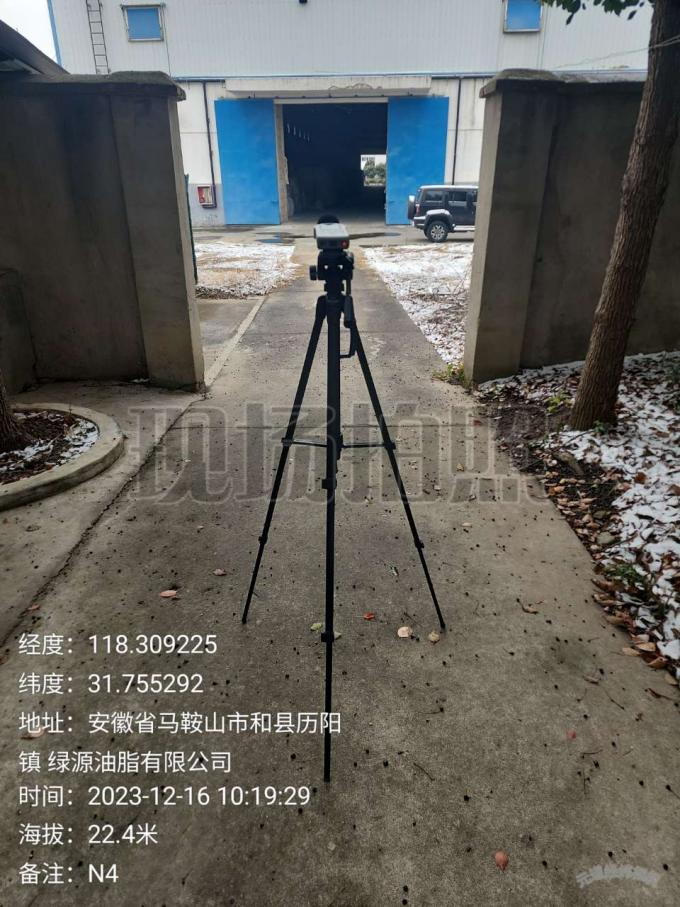 现场拍照
经度：118.309225
纬度：31.755292
地址：安徽省马鞍山市和县历阳
镇 绿源油脂有限公司
时间：2023-12-16 10:19:29
海拔：22.4米
备注：N4